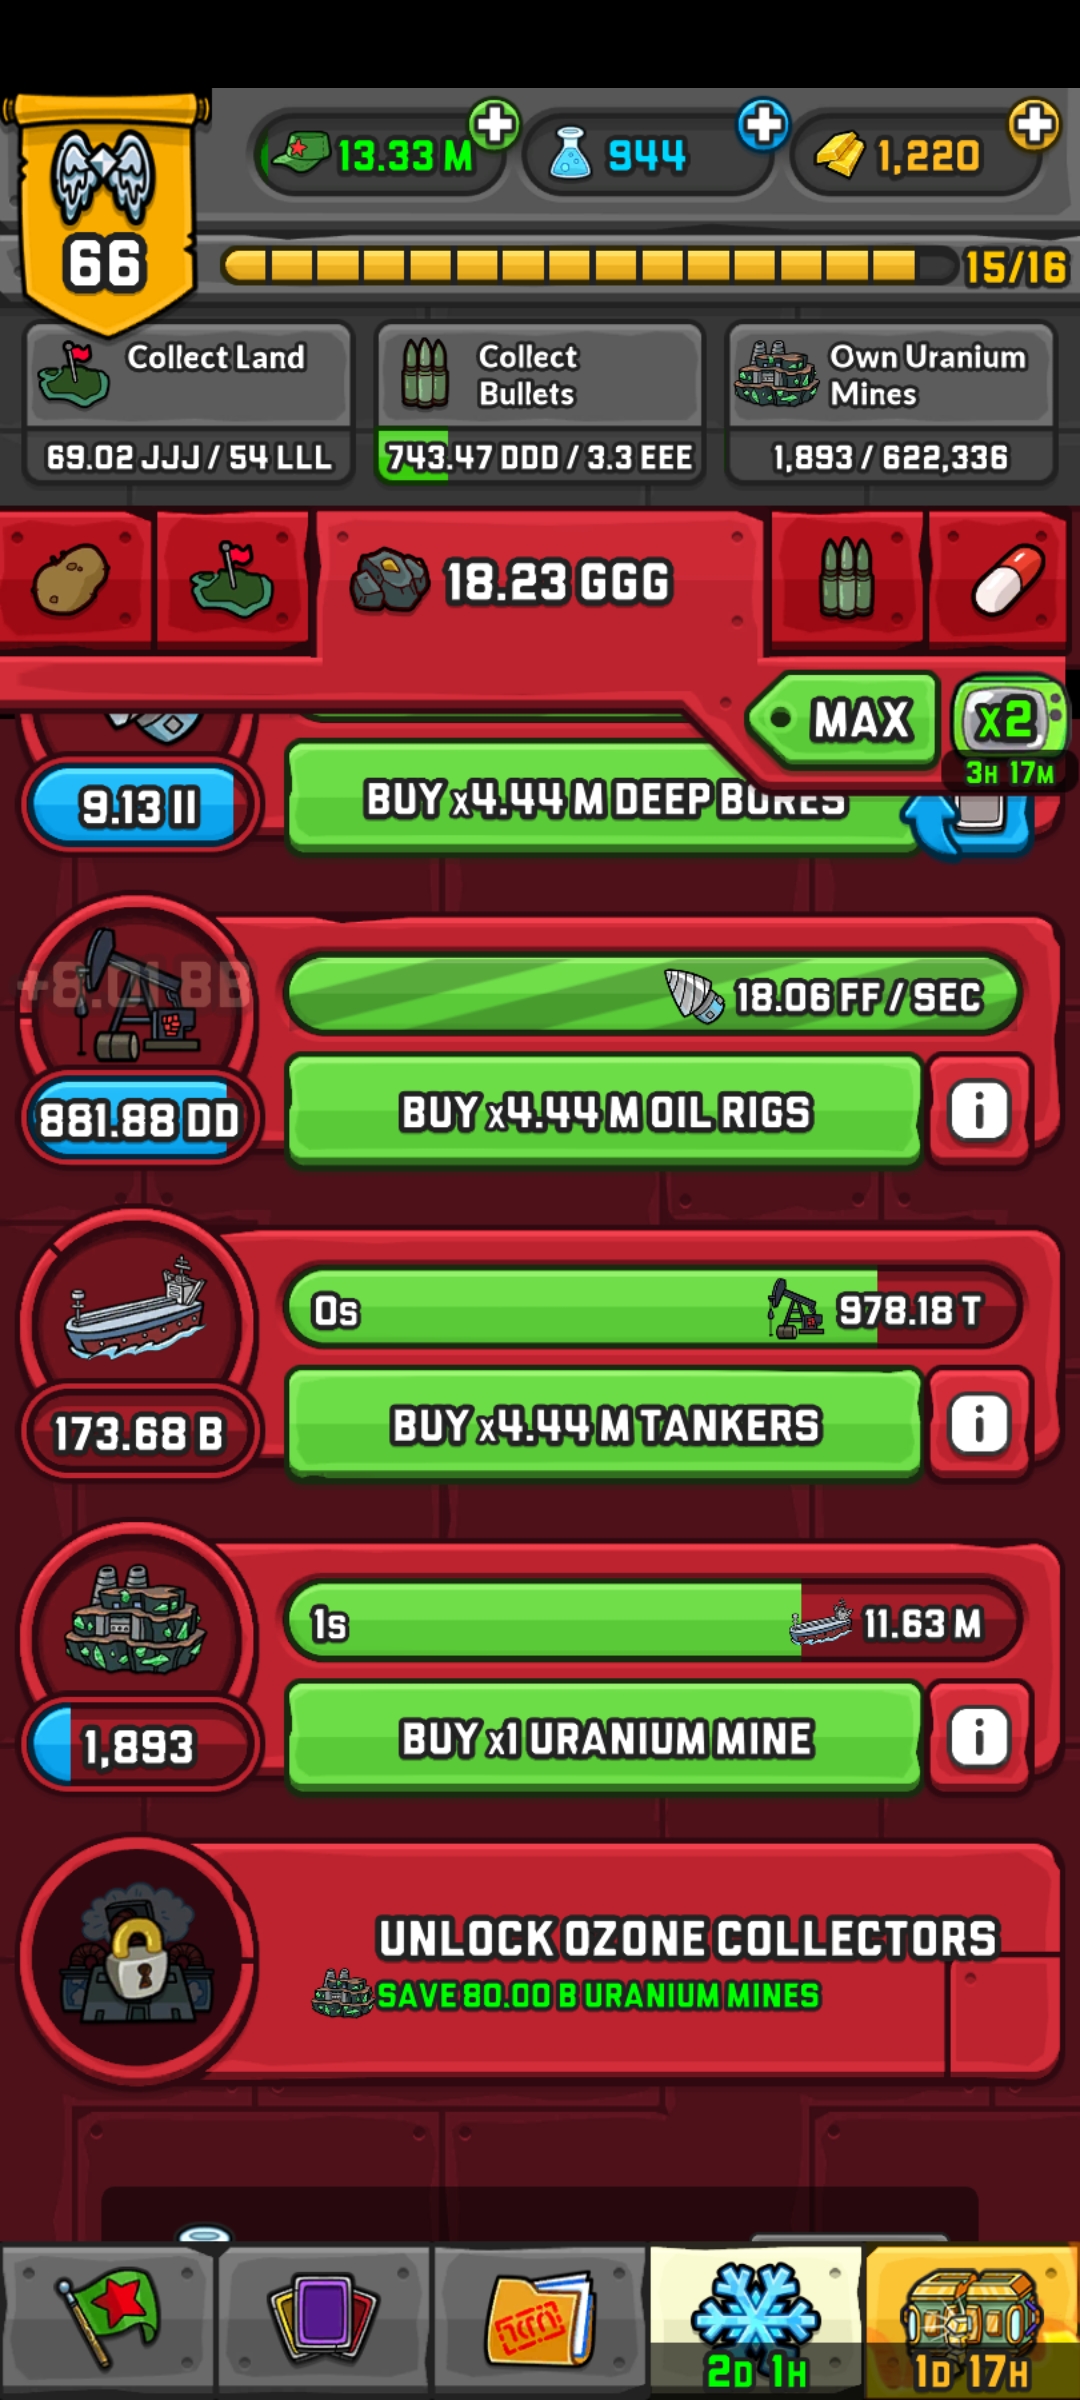 13.33 M
944
1,220
66
15/16
Collect Land
Collect
Bullets
Own Uranium
Mines
69.02 JJJ / 54 LLL
743.47 DDD / 3.3 EEE
1,893 / 622,336
18.23 GGG
MAX
x2
3H 17M
9.13 II
BUY x4.44 M DEEP BORES
+8.01 BB
18.06 FF / SEC
881.88 DD
BUY x4.44 M OIL RIGS
i
0s
978.18 T
173.68 B
BUY x4.44 M TANKERS
i
1s
11.63 M
1,893
BUY x1 URANIUM MINE
i
UNLOCK OZONE COLLECTORS
SAVE 80.00 B URANIUM MINES
2D 1H
1D 17H